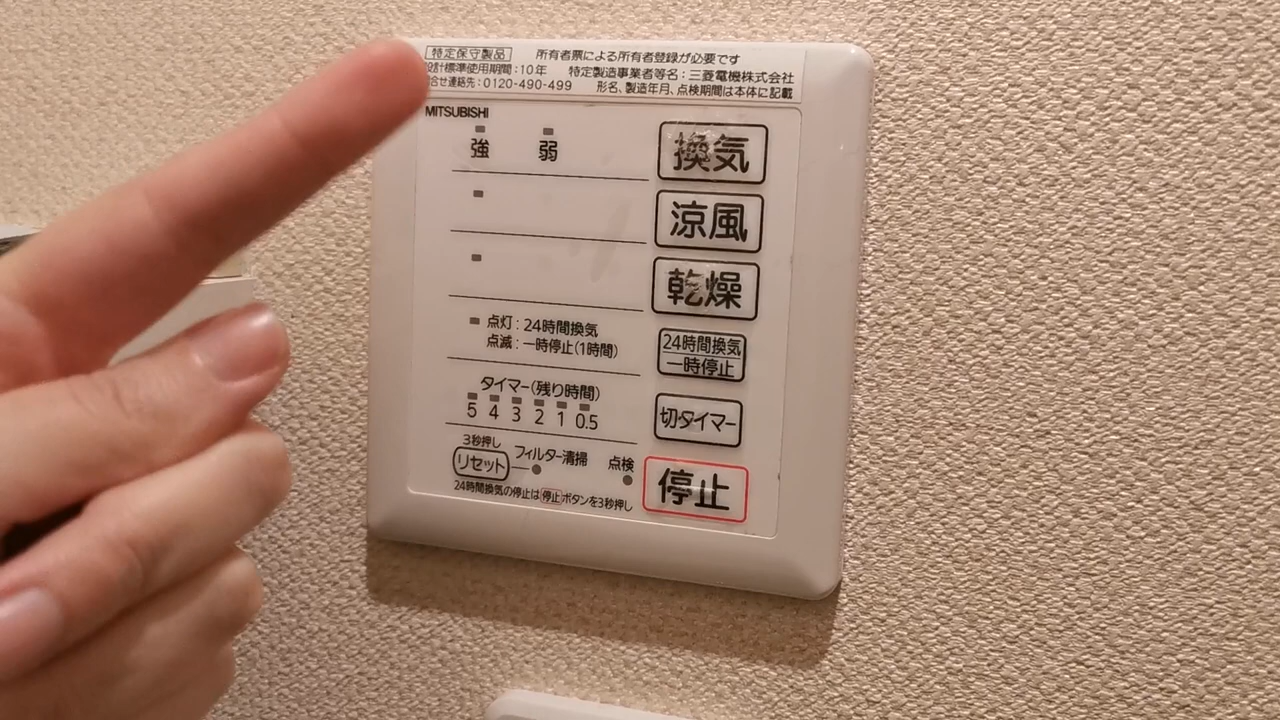 特定保守製品 所有者票による所有者登録が必要です
計標準使用期間:10年 特定製造事業者等名:三菱電機株式会社
合せ連絡先:0120-490-499 形名、製造年月、点検期間は本体に記載
MITSUBISHI
強 弱 換気
涼風
乾燥
点灯:24時間換気
点滅:一時停止(1時間)
24時間換気
一時停止
タイマー(残り時間)
5 4 3 2 1 0.5
切タイマー
3秒押し
リセット フィルター清掃 点検
停止
24時間換気の停止は停止ボタンを3秒押し